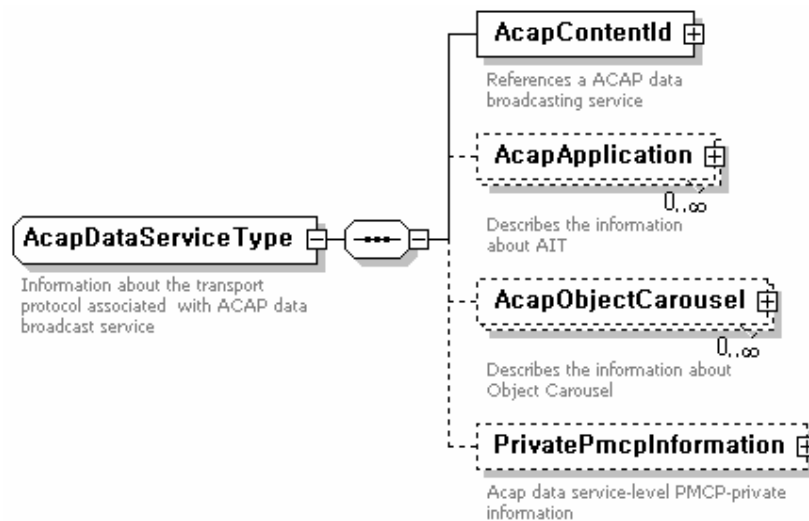 AcapContentId
References a ACAP data
broadcasting service
AcapApplication
0..∞
Describes the information
about AIT
AcapDataServiceType
Information about the transport
protocol associated with ACAP data
broadcast service
AcapObjectCarousel
0..∞
Describes the information about
Object Carousel
PrivatePmcpInformation
Acap data service-level PMCP-private
information